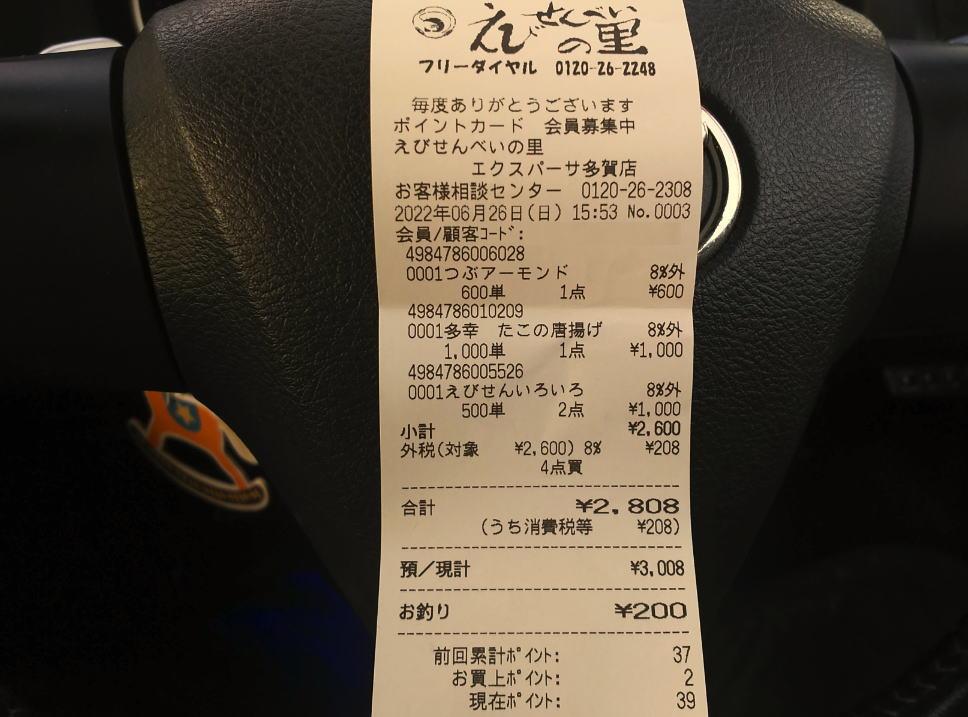 えびせんべいの里
フリーダイヤル 0120-26-2248
毎度ありがとうございます
ポイントカード 会員募集中
えびせんべいの里
エクスパーサ多賀店
お客様相談センター 0120-26-2308
2022年06月26日(日) 15:53 No.0003
会員/顧客ｺｰﾄﾞ:
4984786006028
0001つぶアーモンド 8%外
600単 1点 ¥600
4984786010209
0001多幸 たこの唐揚げ 8%外
1,000単 1点 ¥1,000
4984786005526
0001えびせんいろいろ 8%外
500単 2点 ¥1,000
小計 ¥2,600
外税(対象 ¥2,600) 8% ¥208
4点買
合計 ¥2,808
(うち消費税等 ¥208)
預／現計 ¥3,008
お釣り ¥200
前回累計ﾎﾟｲﾝﾄ: 37
お買上ﾎﾟｲﾝﾄ: 2
現在ﾎﾟｲﾝﾄ: 39